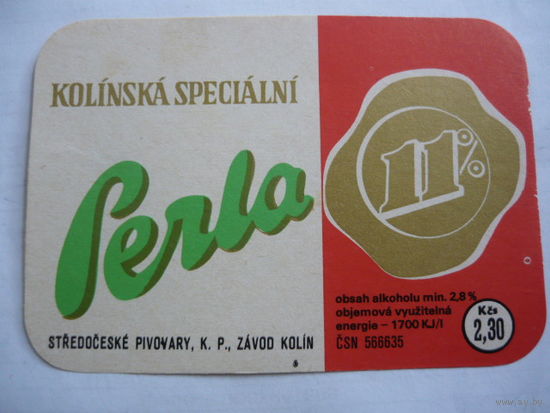 KOLÍNSKÁ SPECIÁLNÍ
Perla
STŘEDOČESKÉ PIVOVARY, K. P., ZÁVOD KOLÍN
6
11%
obsah alkoholu min. 2,8 %
objemová využitelná
energie – 1700 KJ/l
ČSN 566635
Kčs
2,30